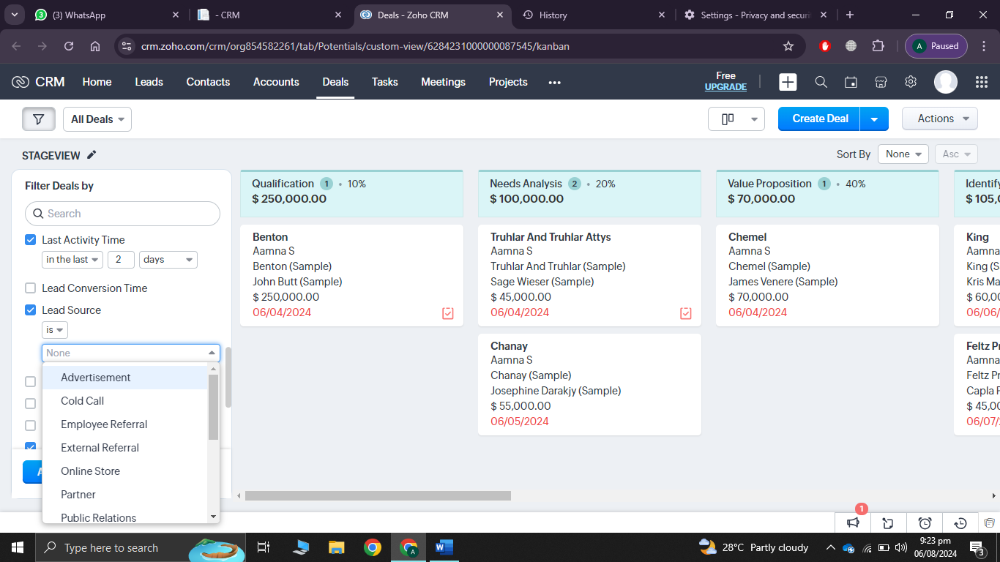 3
(3) WhatsApp
- CRM
Deals - Zoho CRM
History
Settings - Privacy and securi
crm.zoho.com/crm/org854582261/tab/Potentials/custom-view/6284231000000087545/kanban
A Paused
CRM
Home
Leads
Contacts
Accounts
Deals
Tasks
Meetings
Projects
•••
Free
UPGRADE
All Deals
Create Deal
Actions
STAGEVIEW
Sort By
None
Asc
Filter Deals by
Search
Last Activity Time
in the last
2
days
Lead Conversion Time
Lead Source
is
None
Advertisement
Cold Call
Employee Referral
External Referral
Online Store
Partner
Public Relations
A
Qualification 1 • 10%
$ 250,000.00
Benton
Aamna S
Benton (Sample)
John Butt (Sample)
$ 250,000.00
06/04/2024
Needs Analysis 2 • 20%
$ 100,000.00
Truhlar And Truhlar Attys
Aamna S
Truhlar And Truhlar (Sample)
Sage Wieser (Sample)
$ 45,000.00
06/04/2024
Chanay
Aamna S
Chanay (Sample)
Josephine Darakjy (Sample)
$ 55,000.00
06/05/2024
Value Proposition 1 • 40%
$ 70,000.00
Chemel
Aamna S
Chemel (Sample)
James Venere (Sample)
$ 70,000.00
06/04/2024
Identify
$ 105,0
King
Aamna
King (S
Kris Ma
$ 60,00
06/06/
Feltz Pr
Aamna
Feltz Pr
Capla P
$ 45,00
06/07/
1
Type here to search
A
W
28°C Partly cloudy
9:23 pm
06/08/2024
3